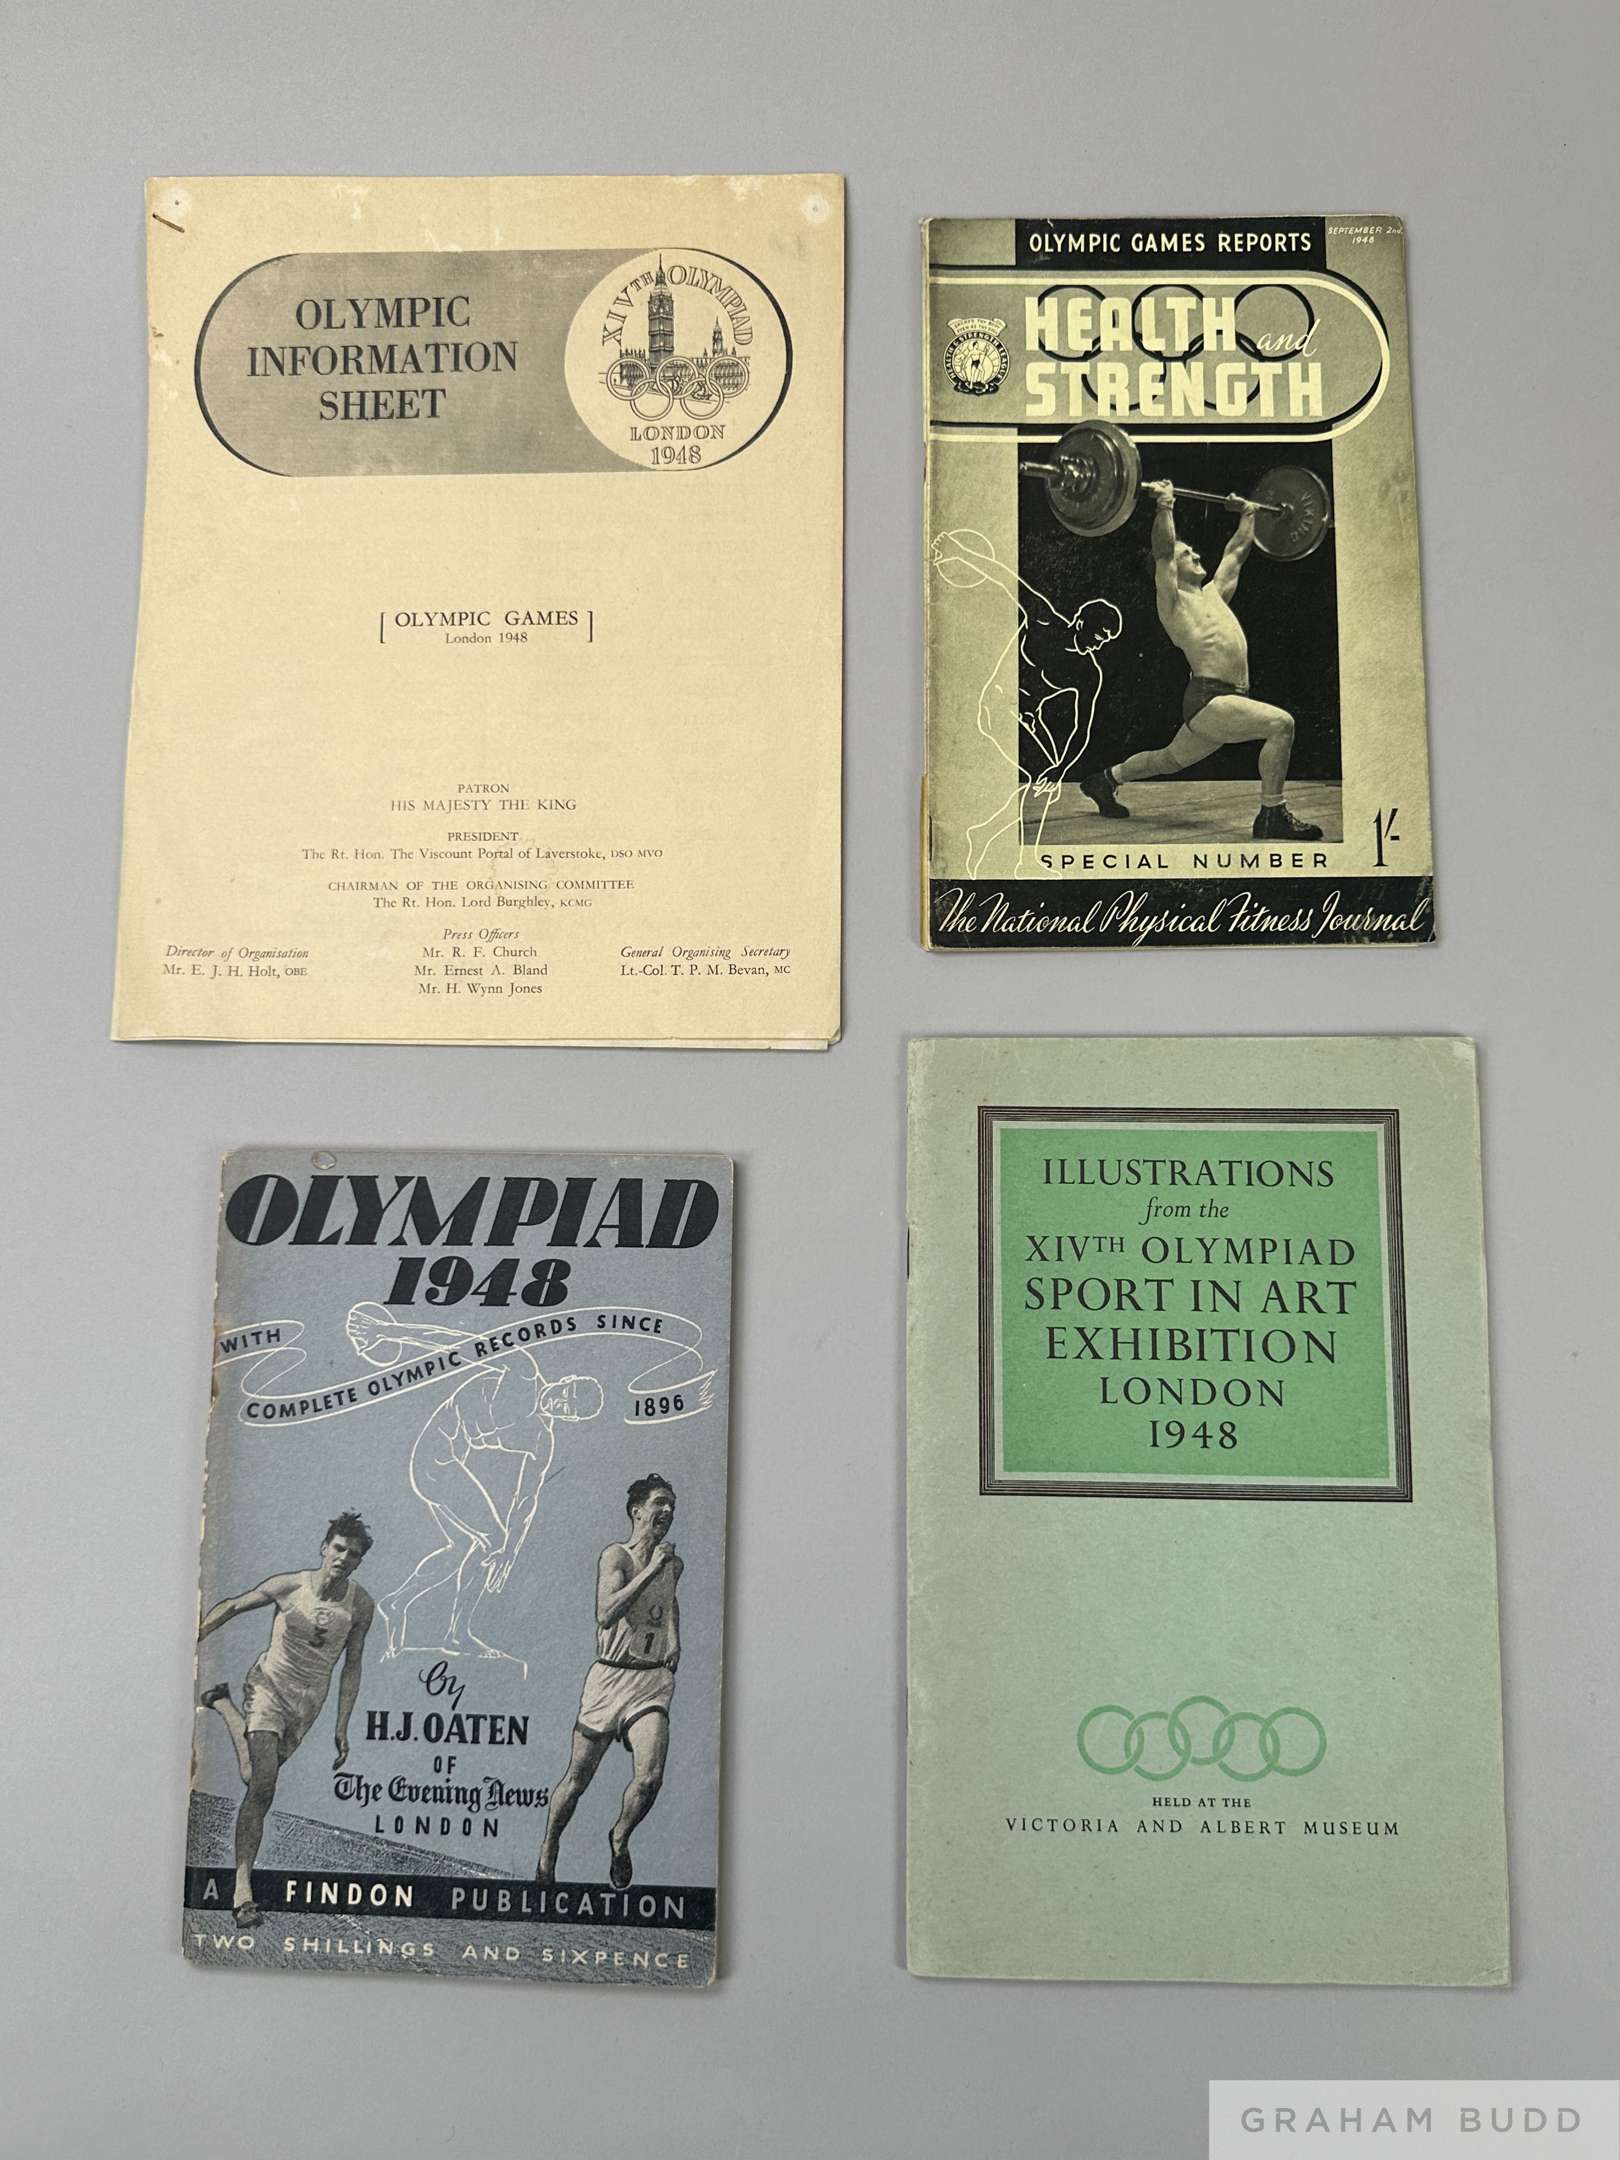 OLYMPIC
INFORMATION
SHEET
XIVTH OLYMPIAD
LONDON
1948
[ OLYMPIC GAMES ]
London 1948
PATRON
HIS MAJESTY THE KING
PRESIDENT
The Rt. Hon. The Viscount Portal of Laverstoke, DSO MVO
CHAIRMAN OF THE ORGANISING COMMITTEE
The Rt. Hon. Lord Burghley, KCMG
Director of Organisation
Mr. E. J. H. Holt, OBE
Press Officers
Mr. R. F. Church
Mr. Ernest A. Bland
Mr. H. Wynn Jones
General Organising Secretary
Lt.-Col. T. P. M. Bevan, MC
OLYMPIC GAMES REPORTS
SEPTEMBER 2nd,
1948
HEALTH and
STRENGTH
HEALTH & STRENGTH LEAGUE
VIKING
SPECIAL NUMBER
1/-
The National Physical Fitness Journal
OLYMPIAD
1948
WITH
COMPLETE OLYMPIC RECORDS SINCE
1896
3
1
by
H.J. OATEN
OF
The Evening News
LONDON
A FINDON PUBLICATION
TWO SHILLINGS AND SIXPENCE
ILLUSTRATIONS
from the
XIVTH OLYMPIAD
SPORT IN ART
EXHIBITION
LONDON
1948
HELD AT THE
VICTORIA AND ALBERT MUSEUM
GRAHAM BUDD